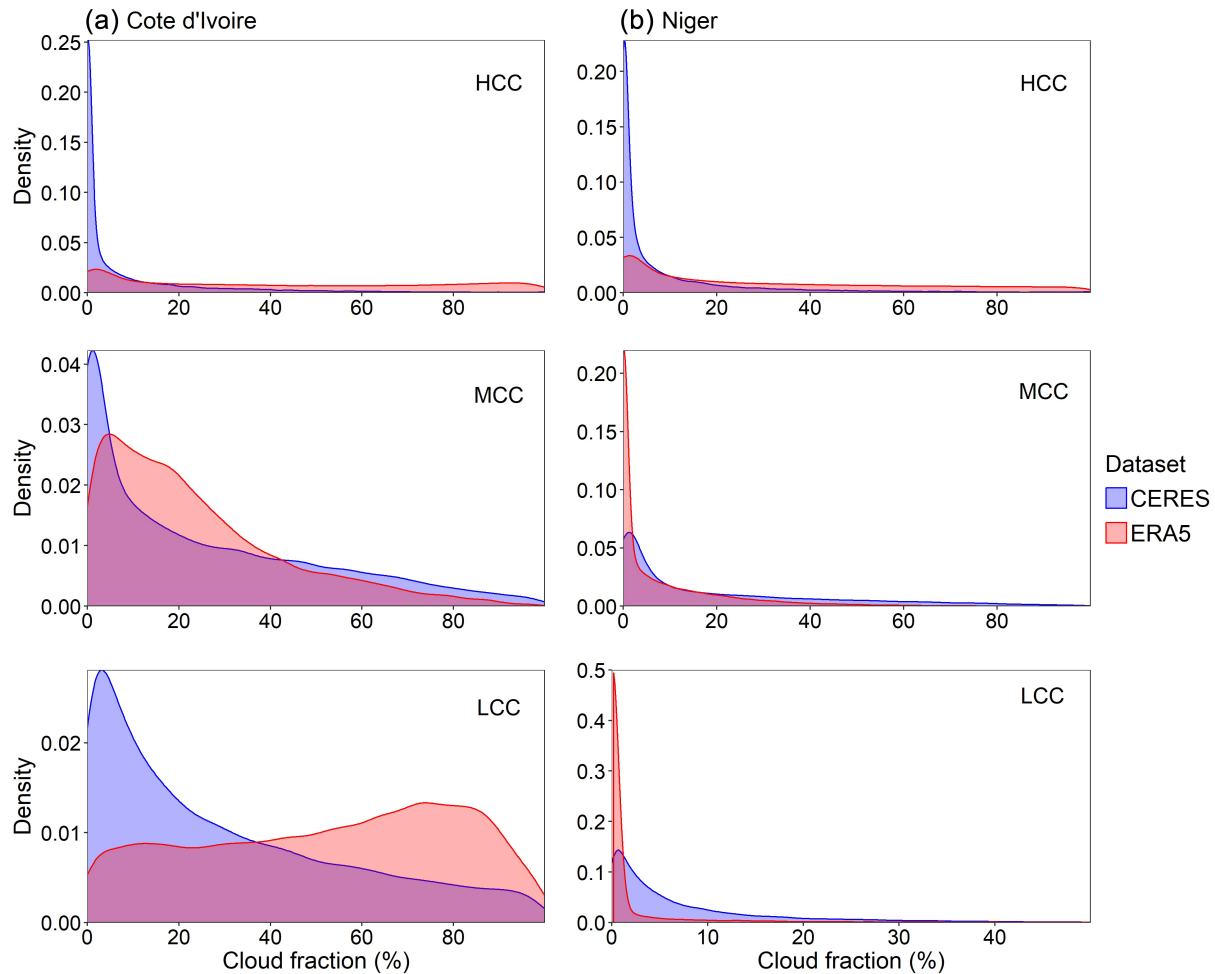 (a) Cote d'Ivoire
(b) Niger
HCC
0.25
0.20
0.15
0.10
0.05
0.00
Density
0 20 40 60 80
HCC
0.20
0.15
0.10
0.05
0.00
0 20 40 60 80
MCC
0.04
0.03
0.02
0.01
0.00
Density
0 20 40 60 80
MCC
0.20
0.15
0.10
0.05
0.00
0 20 40 60 80
LCC
0.02
0.01
0.00
Density
0 20 40 60 80
Cloud fraction (%)
LCC
0.5
0.4
0.3
0.2
0.1
0.0
0 10 20 30 40
Cloud fraction (%)
Dataset
CERES
ERA5